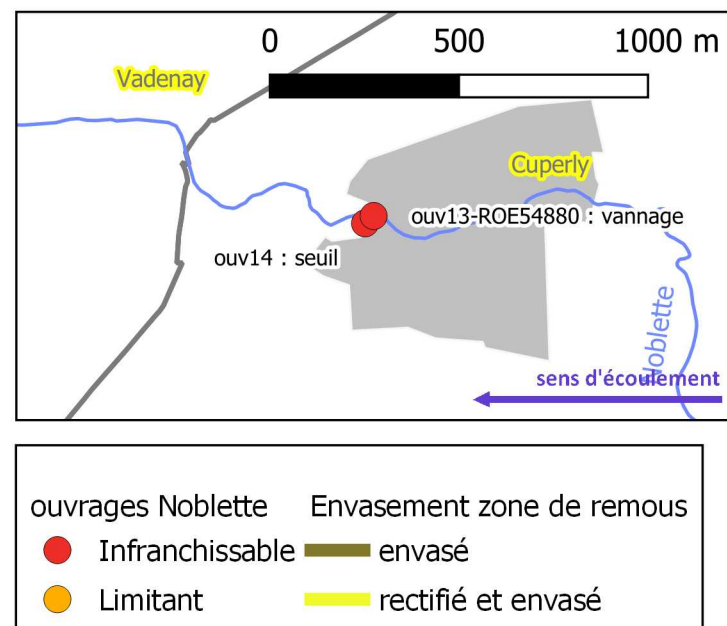 0 500 1000 m
Vadenay
Cuperly
ouv13-ROE54880 : vannage
ouv14 : seuil
Noblette
sens d'écoulement
ouvrages Noblette Envasement zone de remous
Infranchissable envasé
Limitant rectifié et envasé